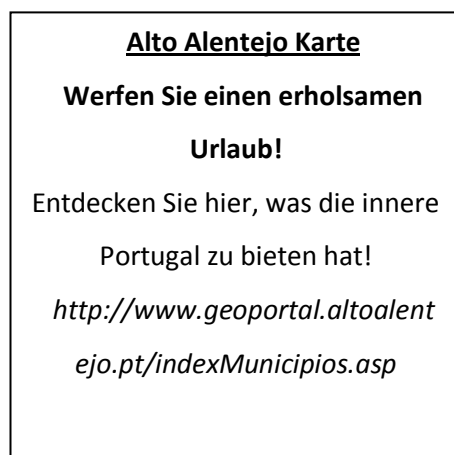 Alto Alentejo Karte
Werfen Sie einen erholsamen
Urlaub!
Entdecken Sie hier, was die innere
Portugal zu bieten hat!
http://www.geoportal.altoalent
ejo.pt/indexMunicipios.asp